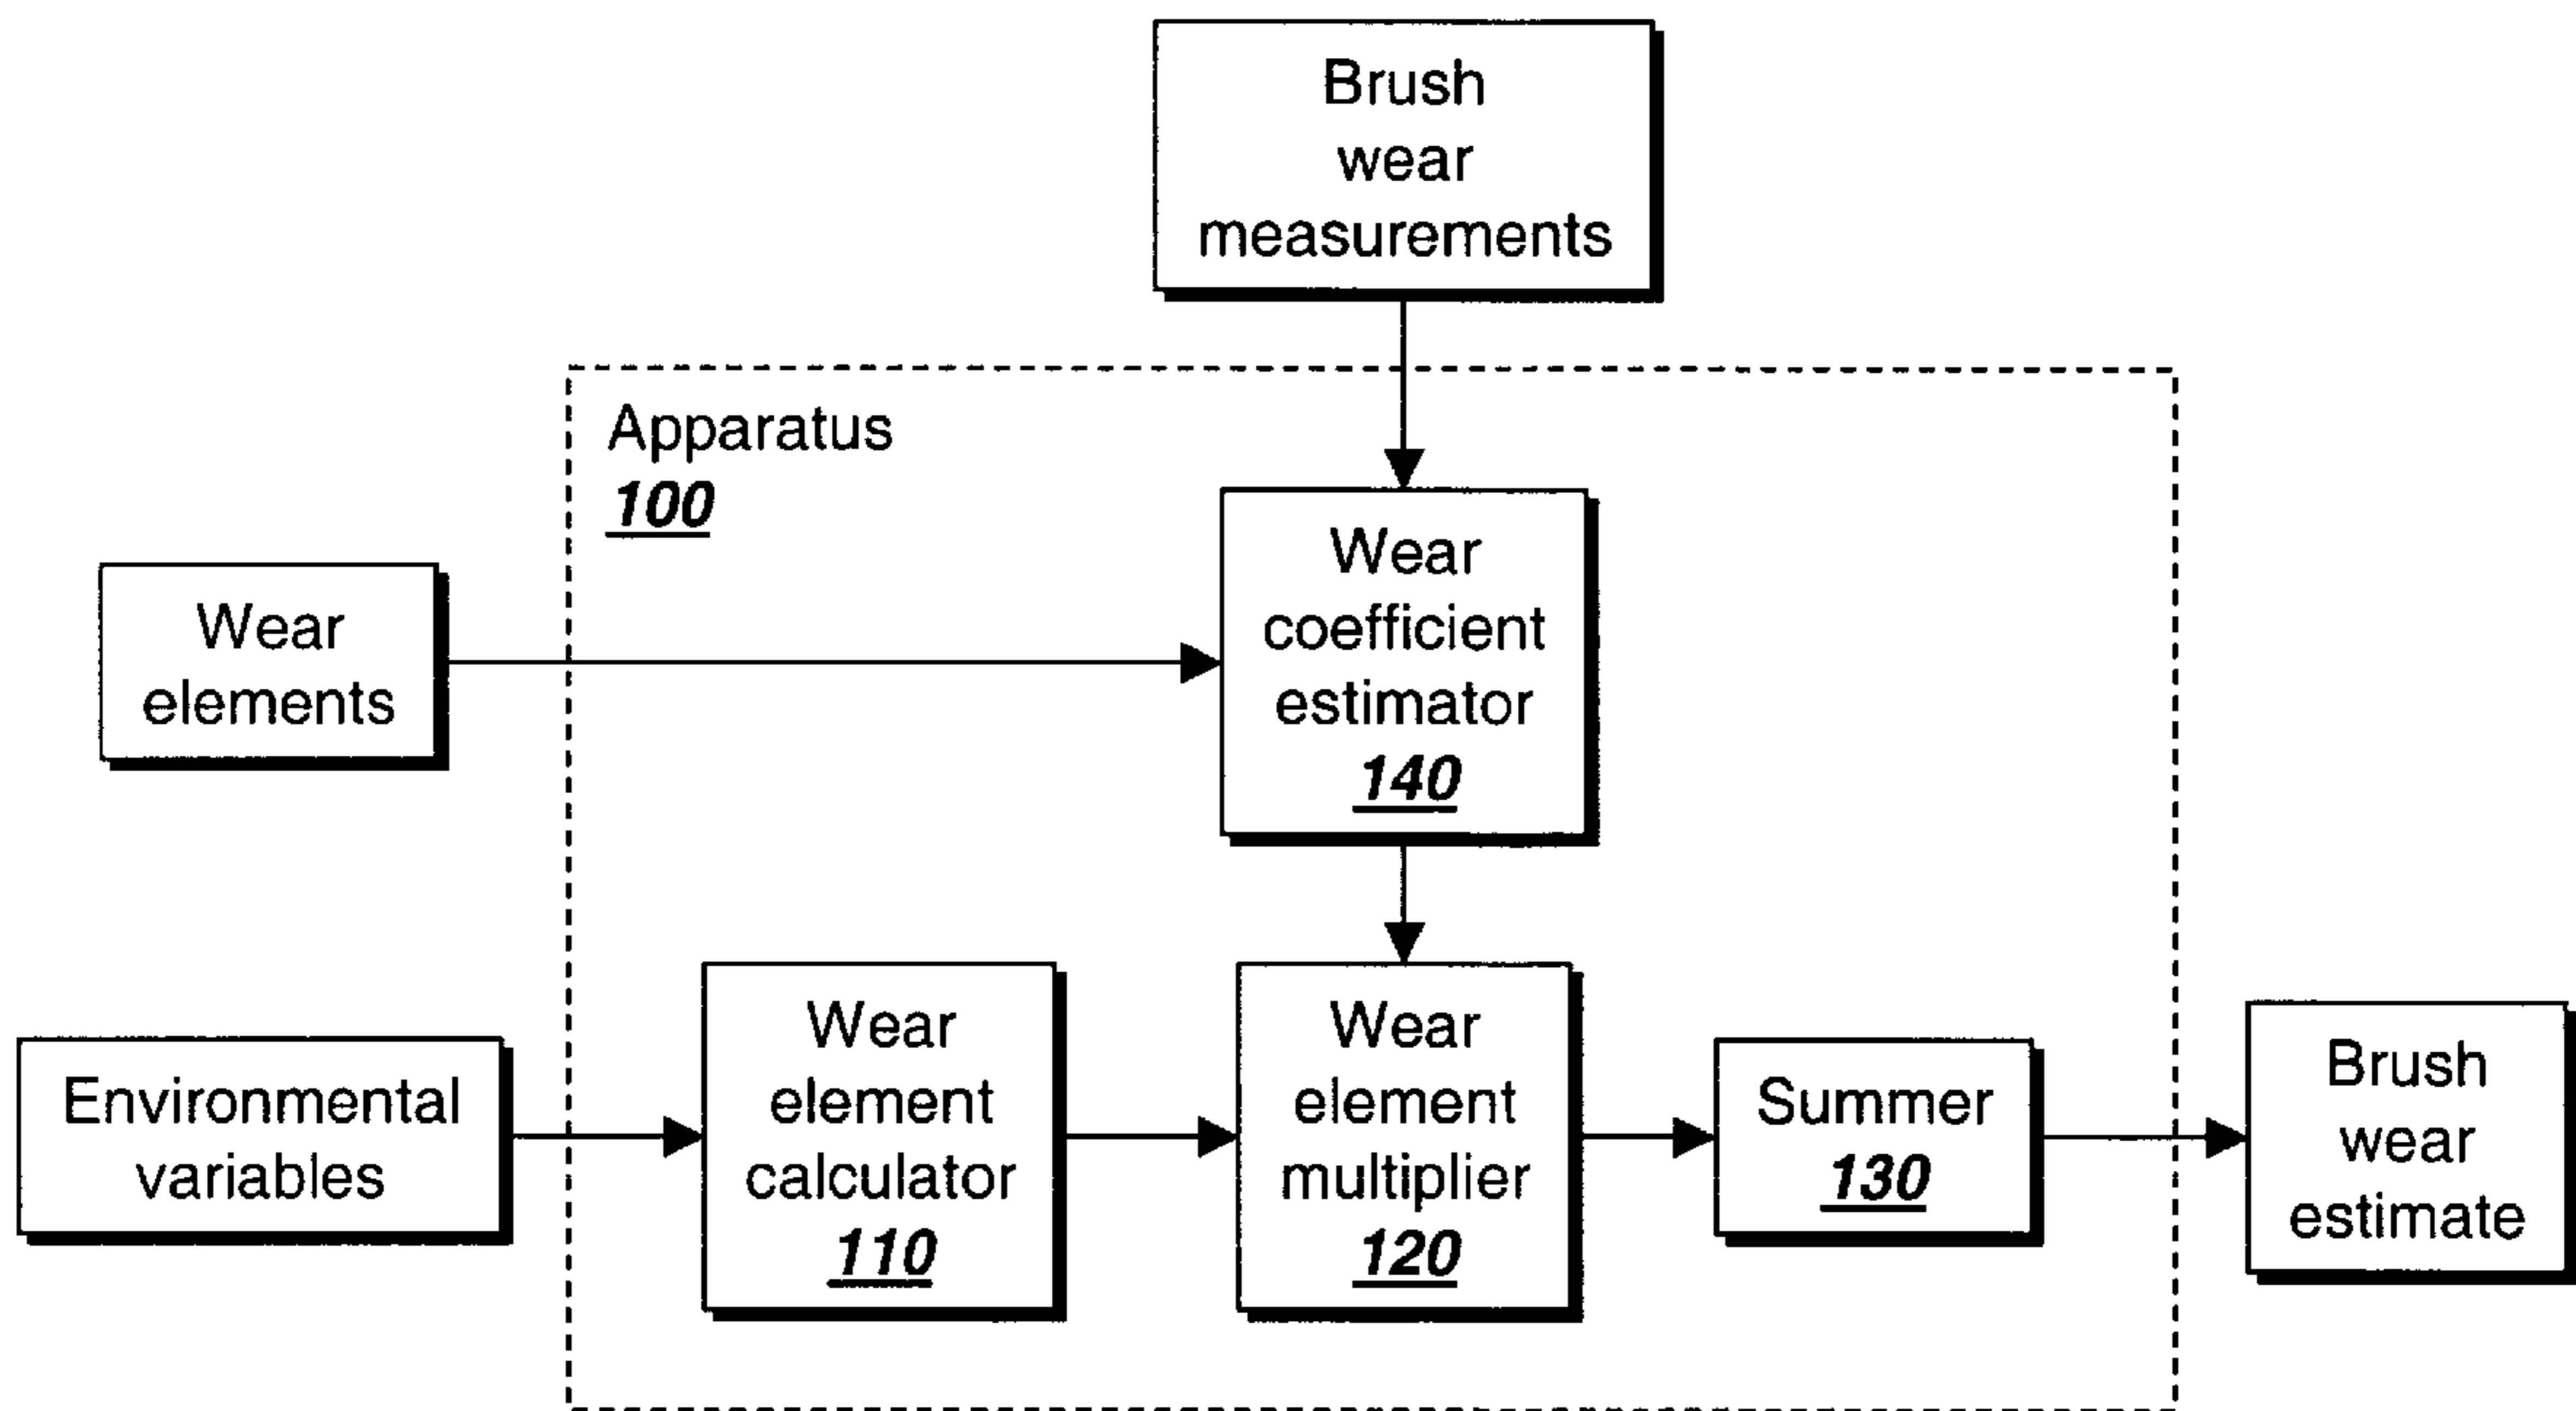 Brush
wear
measurements
Apparatus
100
Wear
elements
Wear
coefficient
estimator
140
Environmental
variables
Wear
element
calculator
110
Wear
element
multiplier
120
Summer
130
Brush
wear
estimate